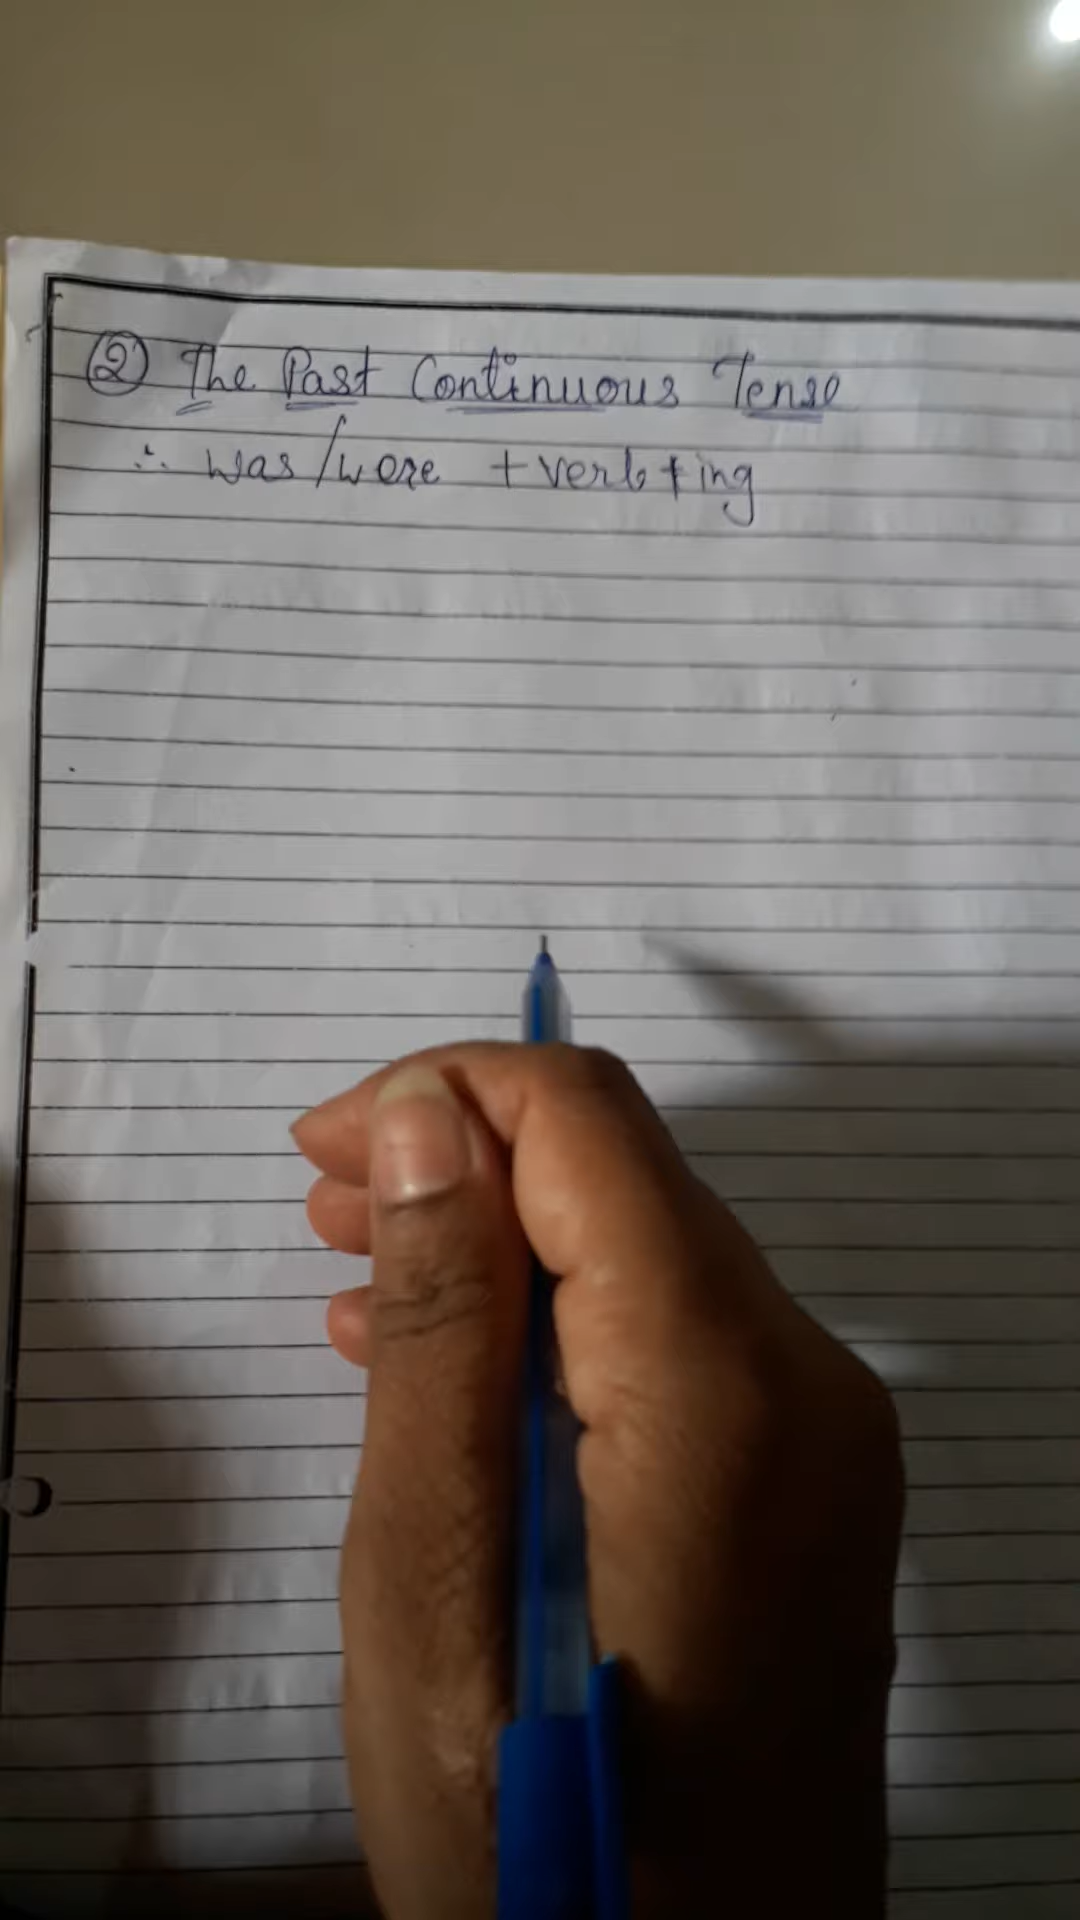 ② The Past Continuous Tense
∴ was/were + verb + ing